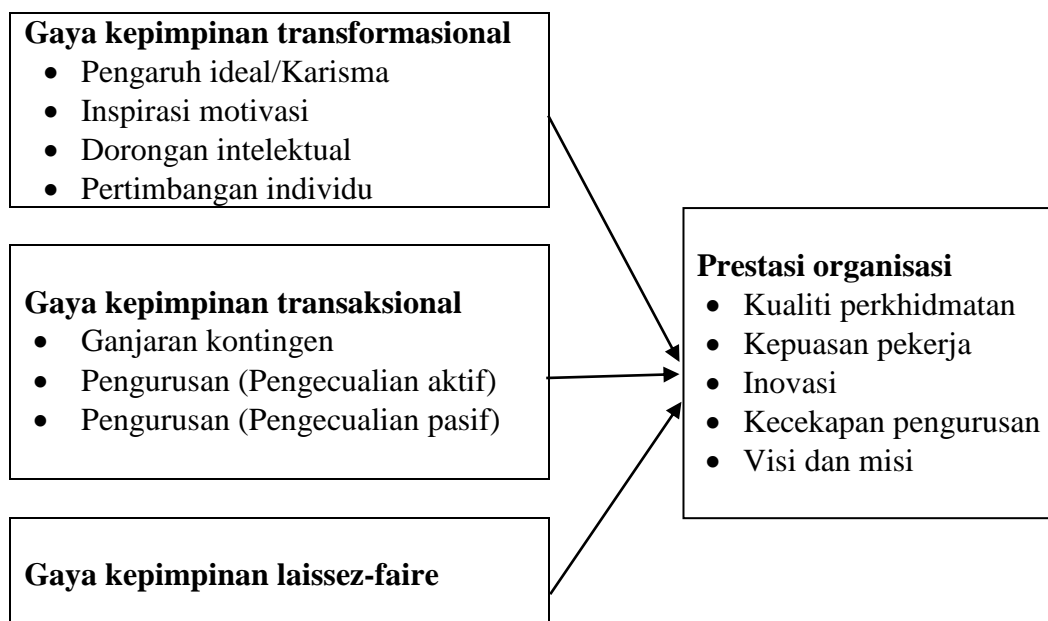 Gaya kepimpinan transformasional
• Pengaruh ideal/Karisma
• Inspirasi motivasi
• Dorongan intelektual
• Pertimbangan individu
Gaya kepimpinan transaksional
• Ganjaran kontingen
• Pengurusan (Pengecualian aktif)
• Pengurusan (Pengecualian pasif)
Gaya kepimpinan laissez-faire
Prestasi organisasi
• Kualiti perkhidmatan
• Kepuasan pekerja
• Inovasi
• Kecekapan pengurusan
• Visi dan misi